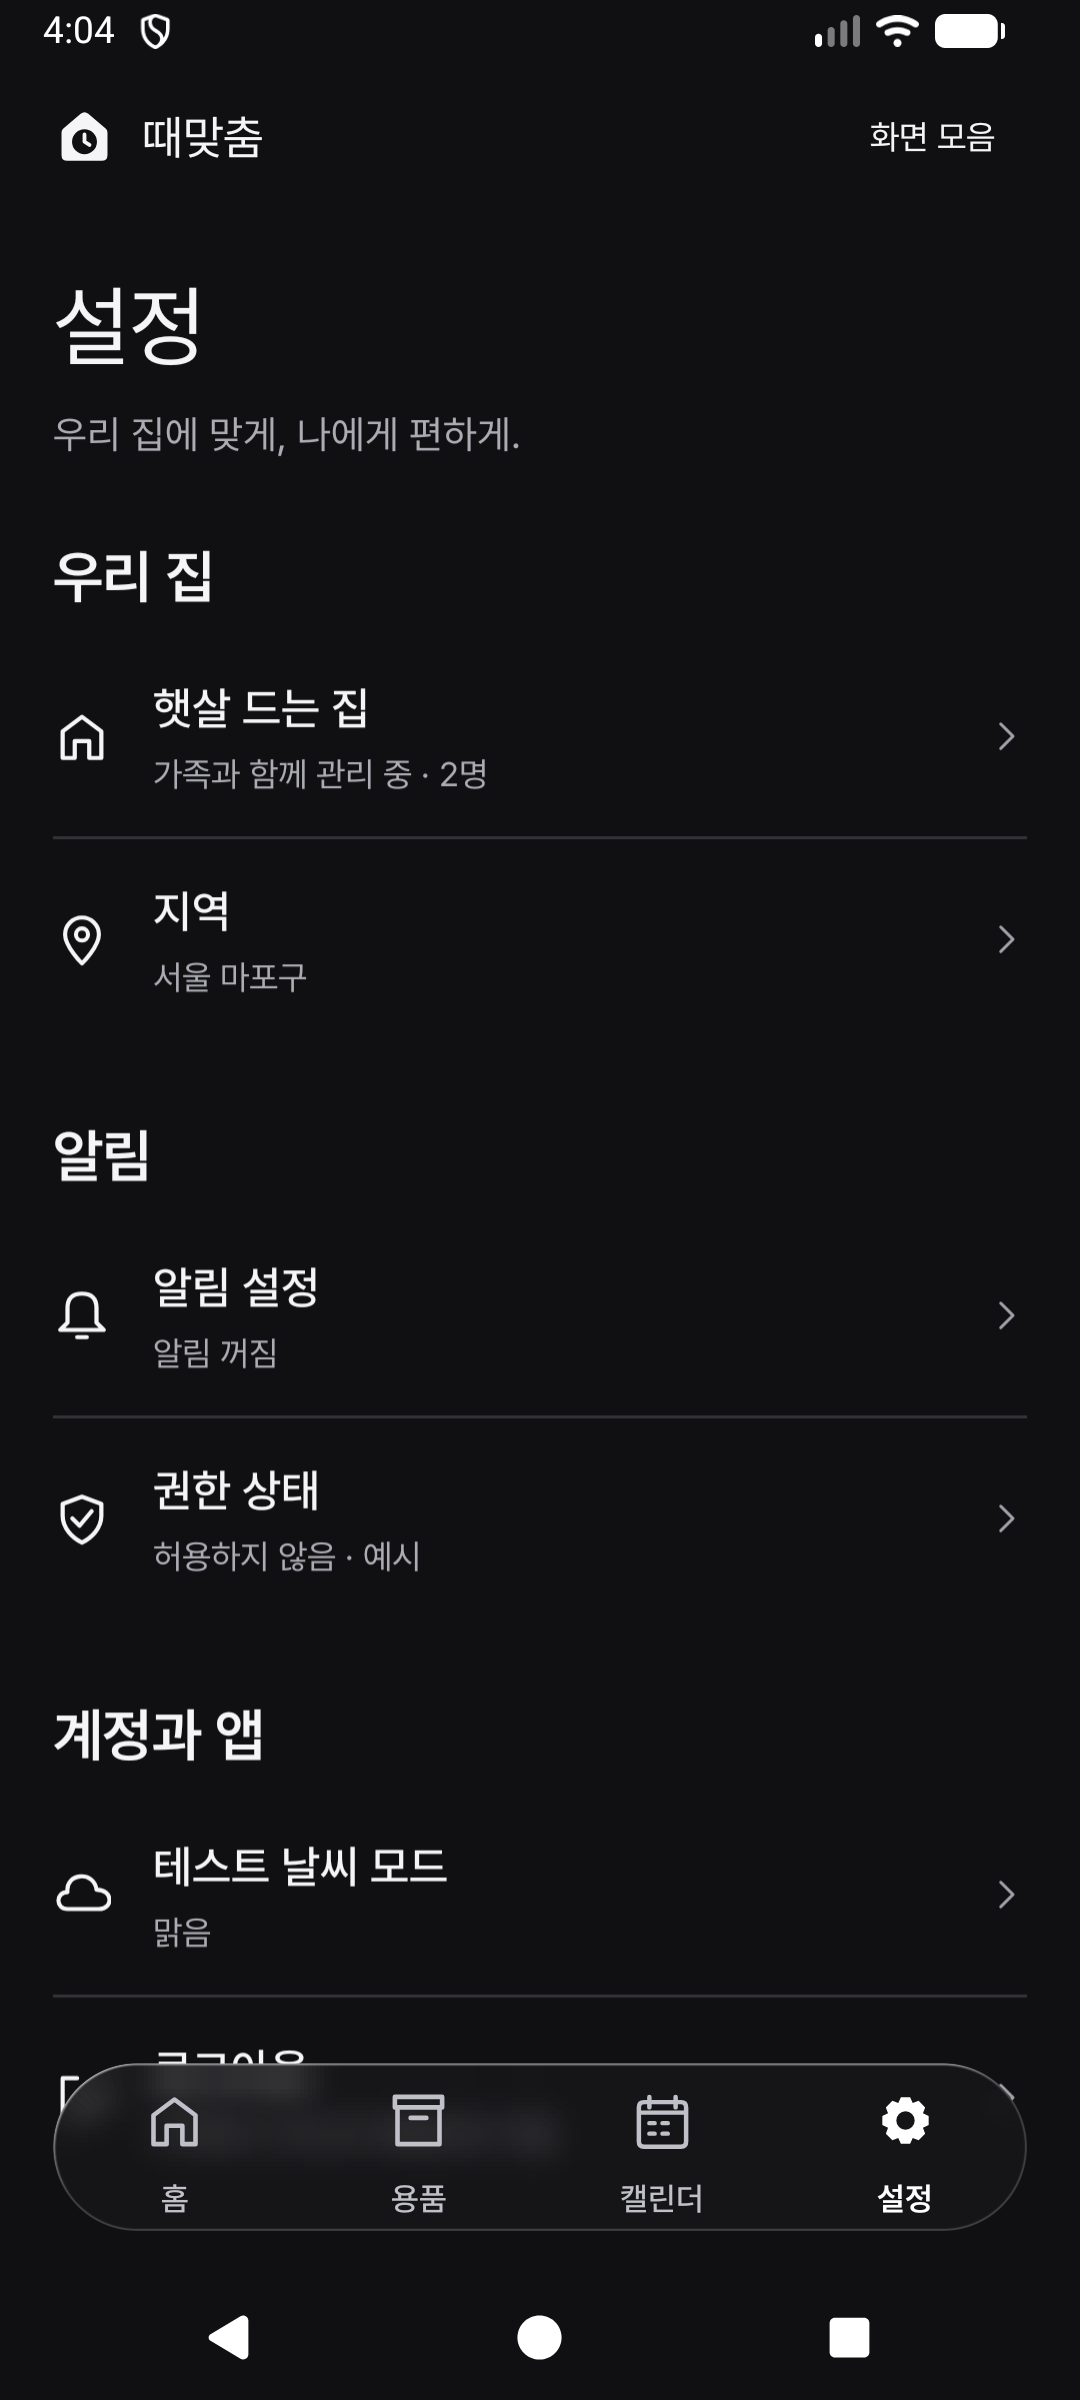 4:04
때맞춤
화면 모음
설정
우리 집에 맞게, 나에게 편하게.
우리 집
햇살 드는 집
가족과 함께 관리 중 · 2명
지역
서울 마포구
알림
알림 설정
알림 꺼짐
권한 상태
허용하지 않음 · 예시
계정과 앱
테스트 날씨 모드
맑음
홈
용품
캘린더
설정